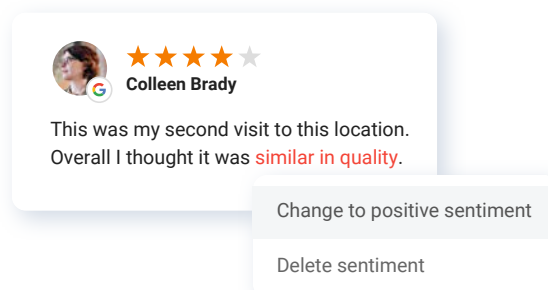 Colleen Brady
This was my second visit to this location.
Overall I thought it was similar in quality.
Change to positive sentiment
Delete sentiment